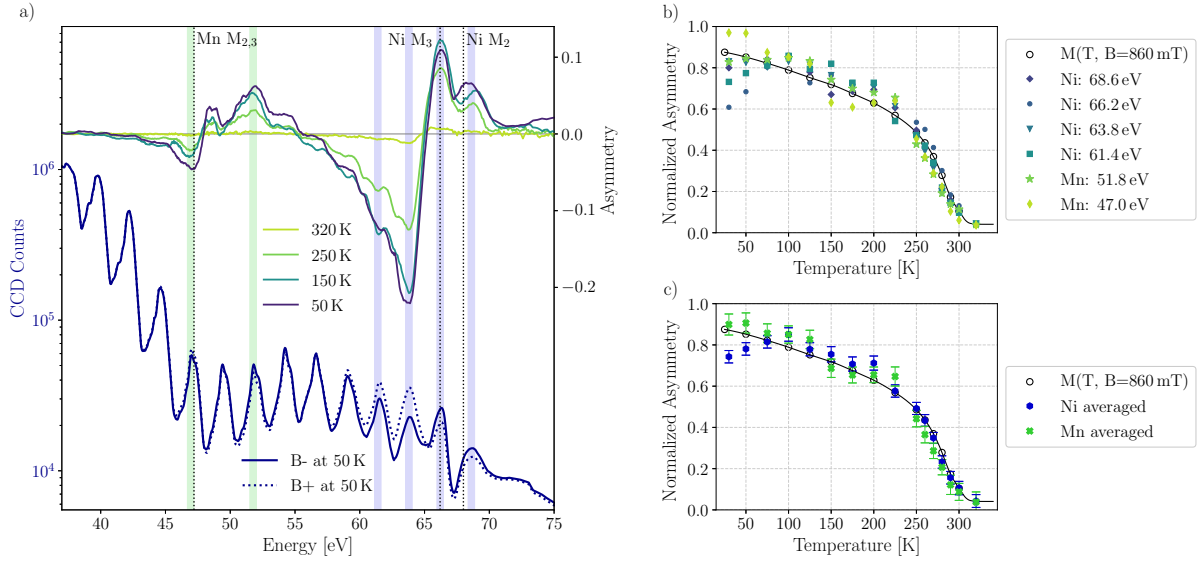 a)
Mn M2,3
Ni M3
Ni M2
0.1
0.0
−0.1
−0.2
Asymmetry
10^6
10^5
10^4
CCD Counts
320 K
250 K
150 K
50 K
B- at 50 K
B+ at 50 K
40 45 50 55 60 65 70 75
Energy [eV]
b)
1.0
0.8
0.6
0.4
0.2
0.0
Normalized Asymmetry
50 100 150 200 250 300
Temperature [K]
M(T, B=860 mT)
Ni: 68.6 eV
Ni: 66.2 eV
Ni: 63.8 eV
Ni: 61.4 eV
Mn: 51.8 eV
Mn: 47.0 eV
c)
1.0
0.8
0.6
0.4
0.2
0.0
Normalized Asymmetry
50 100 150 200 250 300
Temperature [K]
M(T, B=860 mT)
Ni averaged
Mn averaged